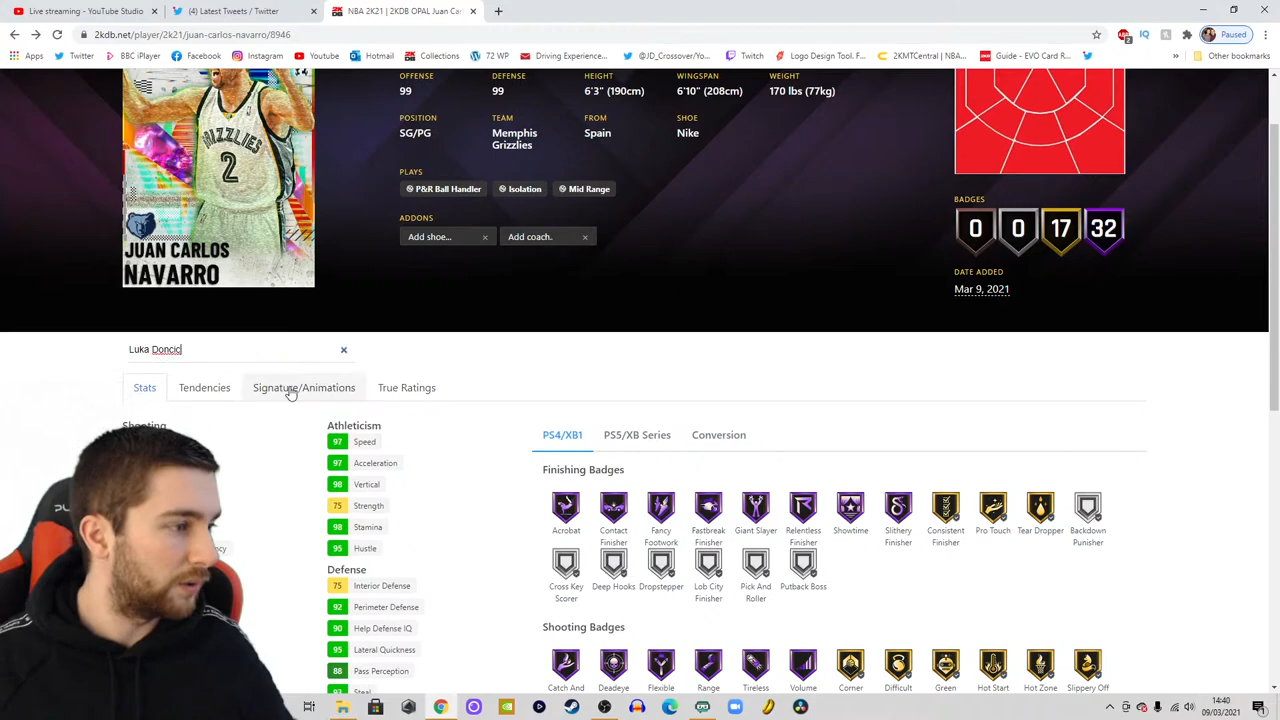 Live streaming - YouTube Studio
(4) Latest Tweets / Twitter
NBA 2K21 | 2KDB OPAL Juan Car
2kdb.net/player/2k21/juan-carlos-navarro/8946
Paused
Apps
Twitter
BBC iPlayer
Facebook
Instagram
Youtube
Hotmail
72 WP
Driving Experience...
@JD_Crossover/Yo...
Twitch
Logo Design Tool. F...
2KMTCentral | NBA...
Guide - EVO Card R...
Other bookmarks
OFFENSE
DEFENSE
HEIGHT
WINGSPAN
WEIGHT
99
99
6'3" (190cm)
6'10" (208cm)
170 lbs (77kg)
POSITION
TEAM
FROM
SHOE
SG/PG
Memphis Grizzlies
Spain
Nike
PLAYS
P&R Ball Handler
Isolation
Mid Range
ADDONS
Add shoe...
Add coach.
GRIZZLIES
2
JUAN CARLOS
NAVARRO
BADGES
0
0
17
32
DATE ADDED
Mar 9, 2021
Luka Doncic
Stats
Tendencies
Signature/Animations
True Ratings
Shooting
Athleticism
97 Speed
97 Acceleration
98 Vertical
75 Strength
98 Stamina
95 Hustle
Defense
75 Interior Defense
92 Perimeter Defense
90 Help Defense IQ
95 Lateral Quickness
88 Pass Perception
Steal
PS4/XB1
PS5/XB Series
Conversion
Finishing Badges
Acrobat
Contact Finisher
Fancy Footwork
Fastbreak Finisher
Giant Slayer
Relentless Finisher
Showtime
Slithery Finisher
Consistent Finisher
Pro Touch
Tear Dropper
Backdown Punisher
Cross Key Scorer
Deep Hooks
Dropstepper
Lob City Finisher
Pick And Roller
Putback Boss
Shooting Badges
Catch And
Deadeye
Flexible
Range
Tireless
Volume
Corner
Difficult
Green
Hot Start
Hot Zone
Slippery Off
14:40
09/03/2021